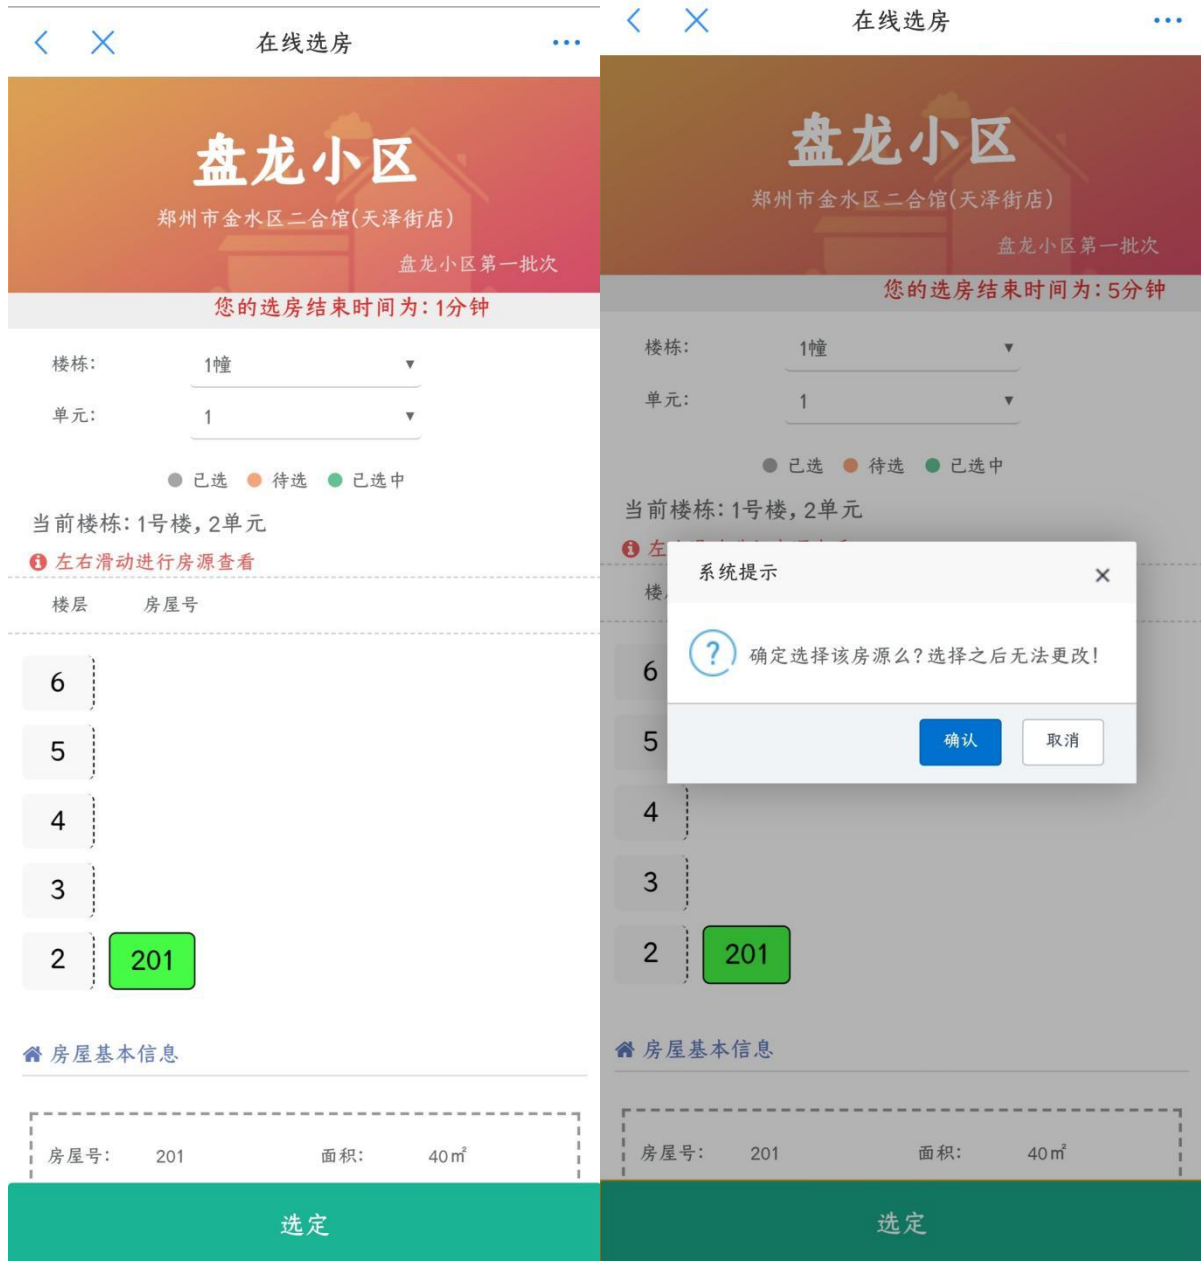 在线选房
盘龙小区
郑州市金水区二合馆(天泽街店)
盘龙小区第一批次
您的选房结束时间为：1分钟
楼栋： 1幢
单元： 1
已选 待选 已选中
当前楼栋：1号楼，2单元
左右滑动进行房源查看
楼层 房屋号
6
5
4
3
2 201
房屋基本信息
房屋号： 201 面积： 40㎡
选定
在线选房
盘龙小区
郑州市金水区二合馆(天泽街店)
盘龙小区第一批次
您的选房结束时间为：5分钟
楼栋： 1幢
单元： 1
已选 待选 已选中
当前楼栋：1号楼，2单元
左
楼
系统提示
确定选择该房源么？选择之后无法更改！
确认 取消
6
5
4
3
2 201
房屋基本信息
房屋号： 201 面积： 40㎡
选定